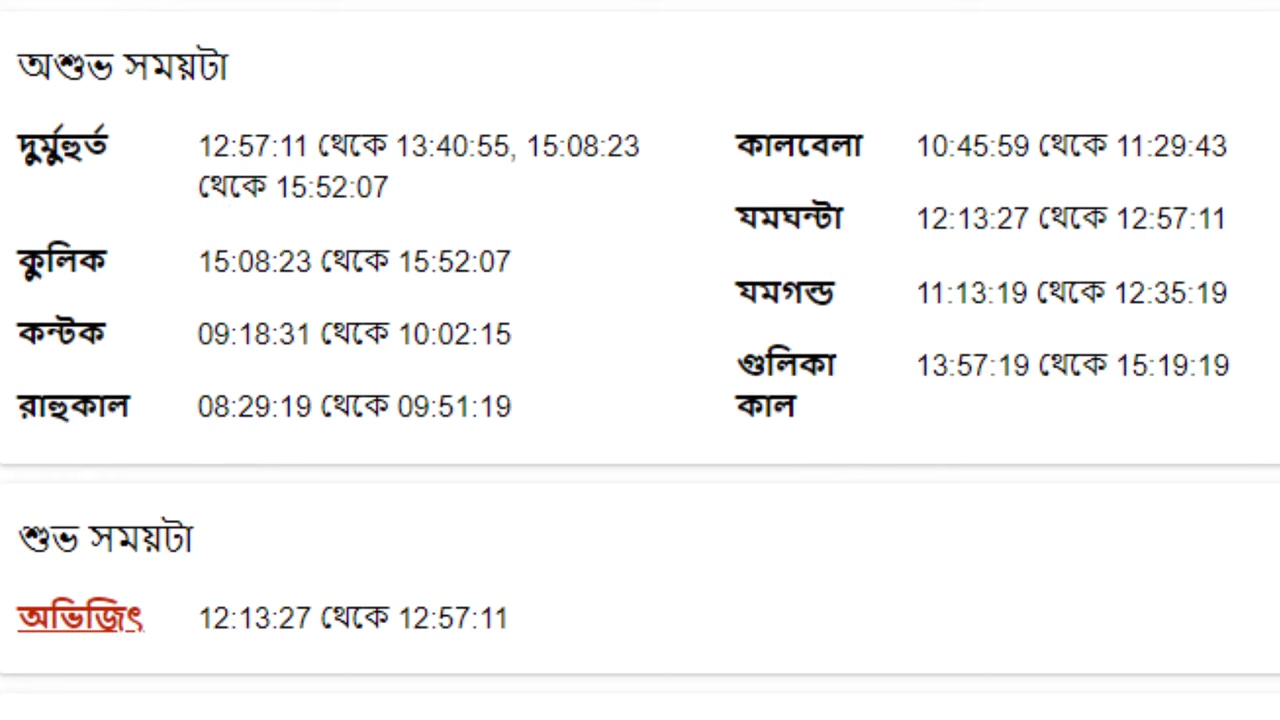 অশুভ সময়টা
দুর্মুহুর্ত 12:57:11 থেকে 13:40:55, 15:08:23
থেকে 15:52:07
কুলিক 15:08:23 থেকে 15:52:07
কন্টক 09:18:31 থেকে 10:02:15
রাহুকাল 08:29:19 থেকে 09:51:19
কালবেলা 10:45:59 থেকে 11:29:43
যমঘন্টা 12:13:27 থেকে 12:57:11
যমগন্ড 11:13:19 থেকে 12:35:19
গুলিকা 13:57:19 থেকে 15:19:19
কাল
শুভ সময়টা
অভিজিৎ 12:13:27 থেকে 12:57:11